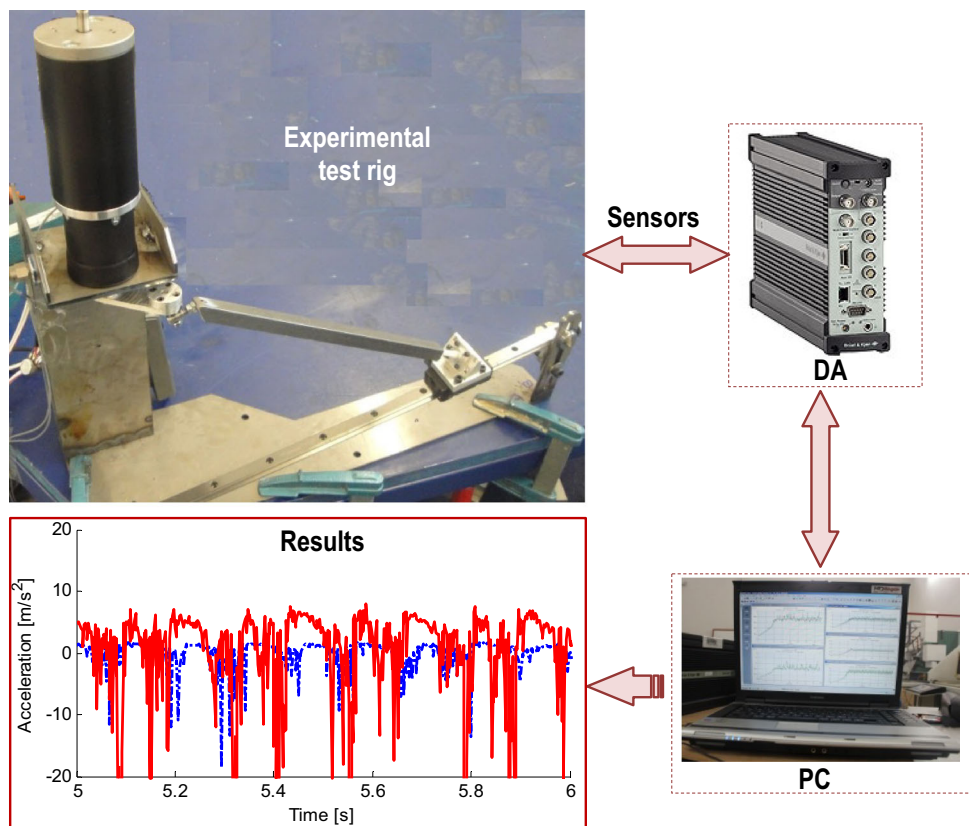 Experimental
test rig
Sensors
DA
Results
20
10
0
-10
-20
Acceleration [m/s²]
5
5.2
5.4
5.6
5.8
6
Time [s]
PC